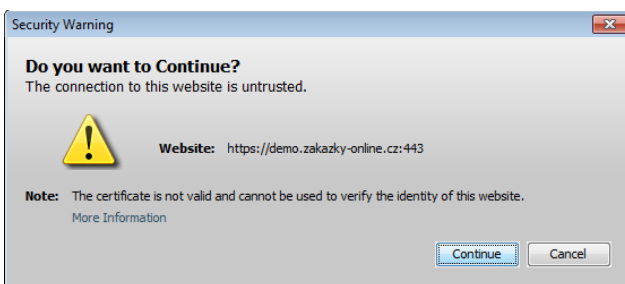 Security Warning
Do you want to Continue?
The connection to this website is untrusted.
Website: https://demo.zakazky-online.cz:443
Note: The certificate is not valid and cannot be used to verify the identity of this website.
More Information
Continue Cancel